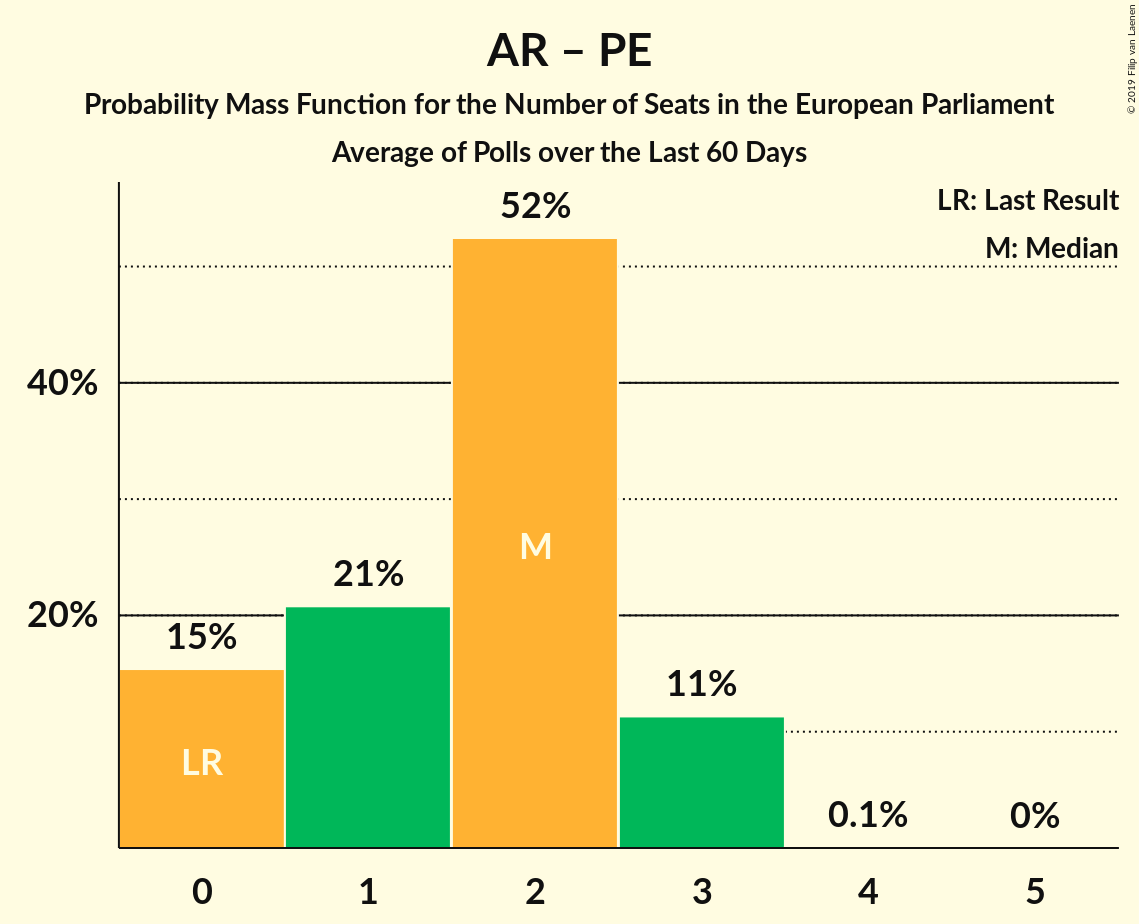 AR – PE
Probability Mass Function for the Number of Seats in the European Parliament
Average of Polls over the Last 60 Days
© 2019 Filip van Laenen
LR: Last Result
M: Median
52%
40%
M
21%
20%
15%
11%
LR
0.1%
0%
0 1 2 3 4 5